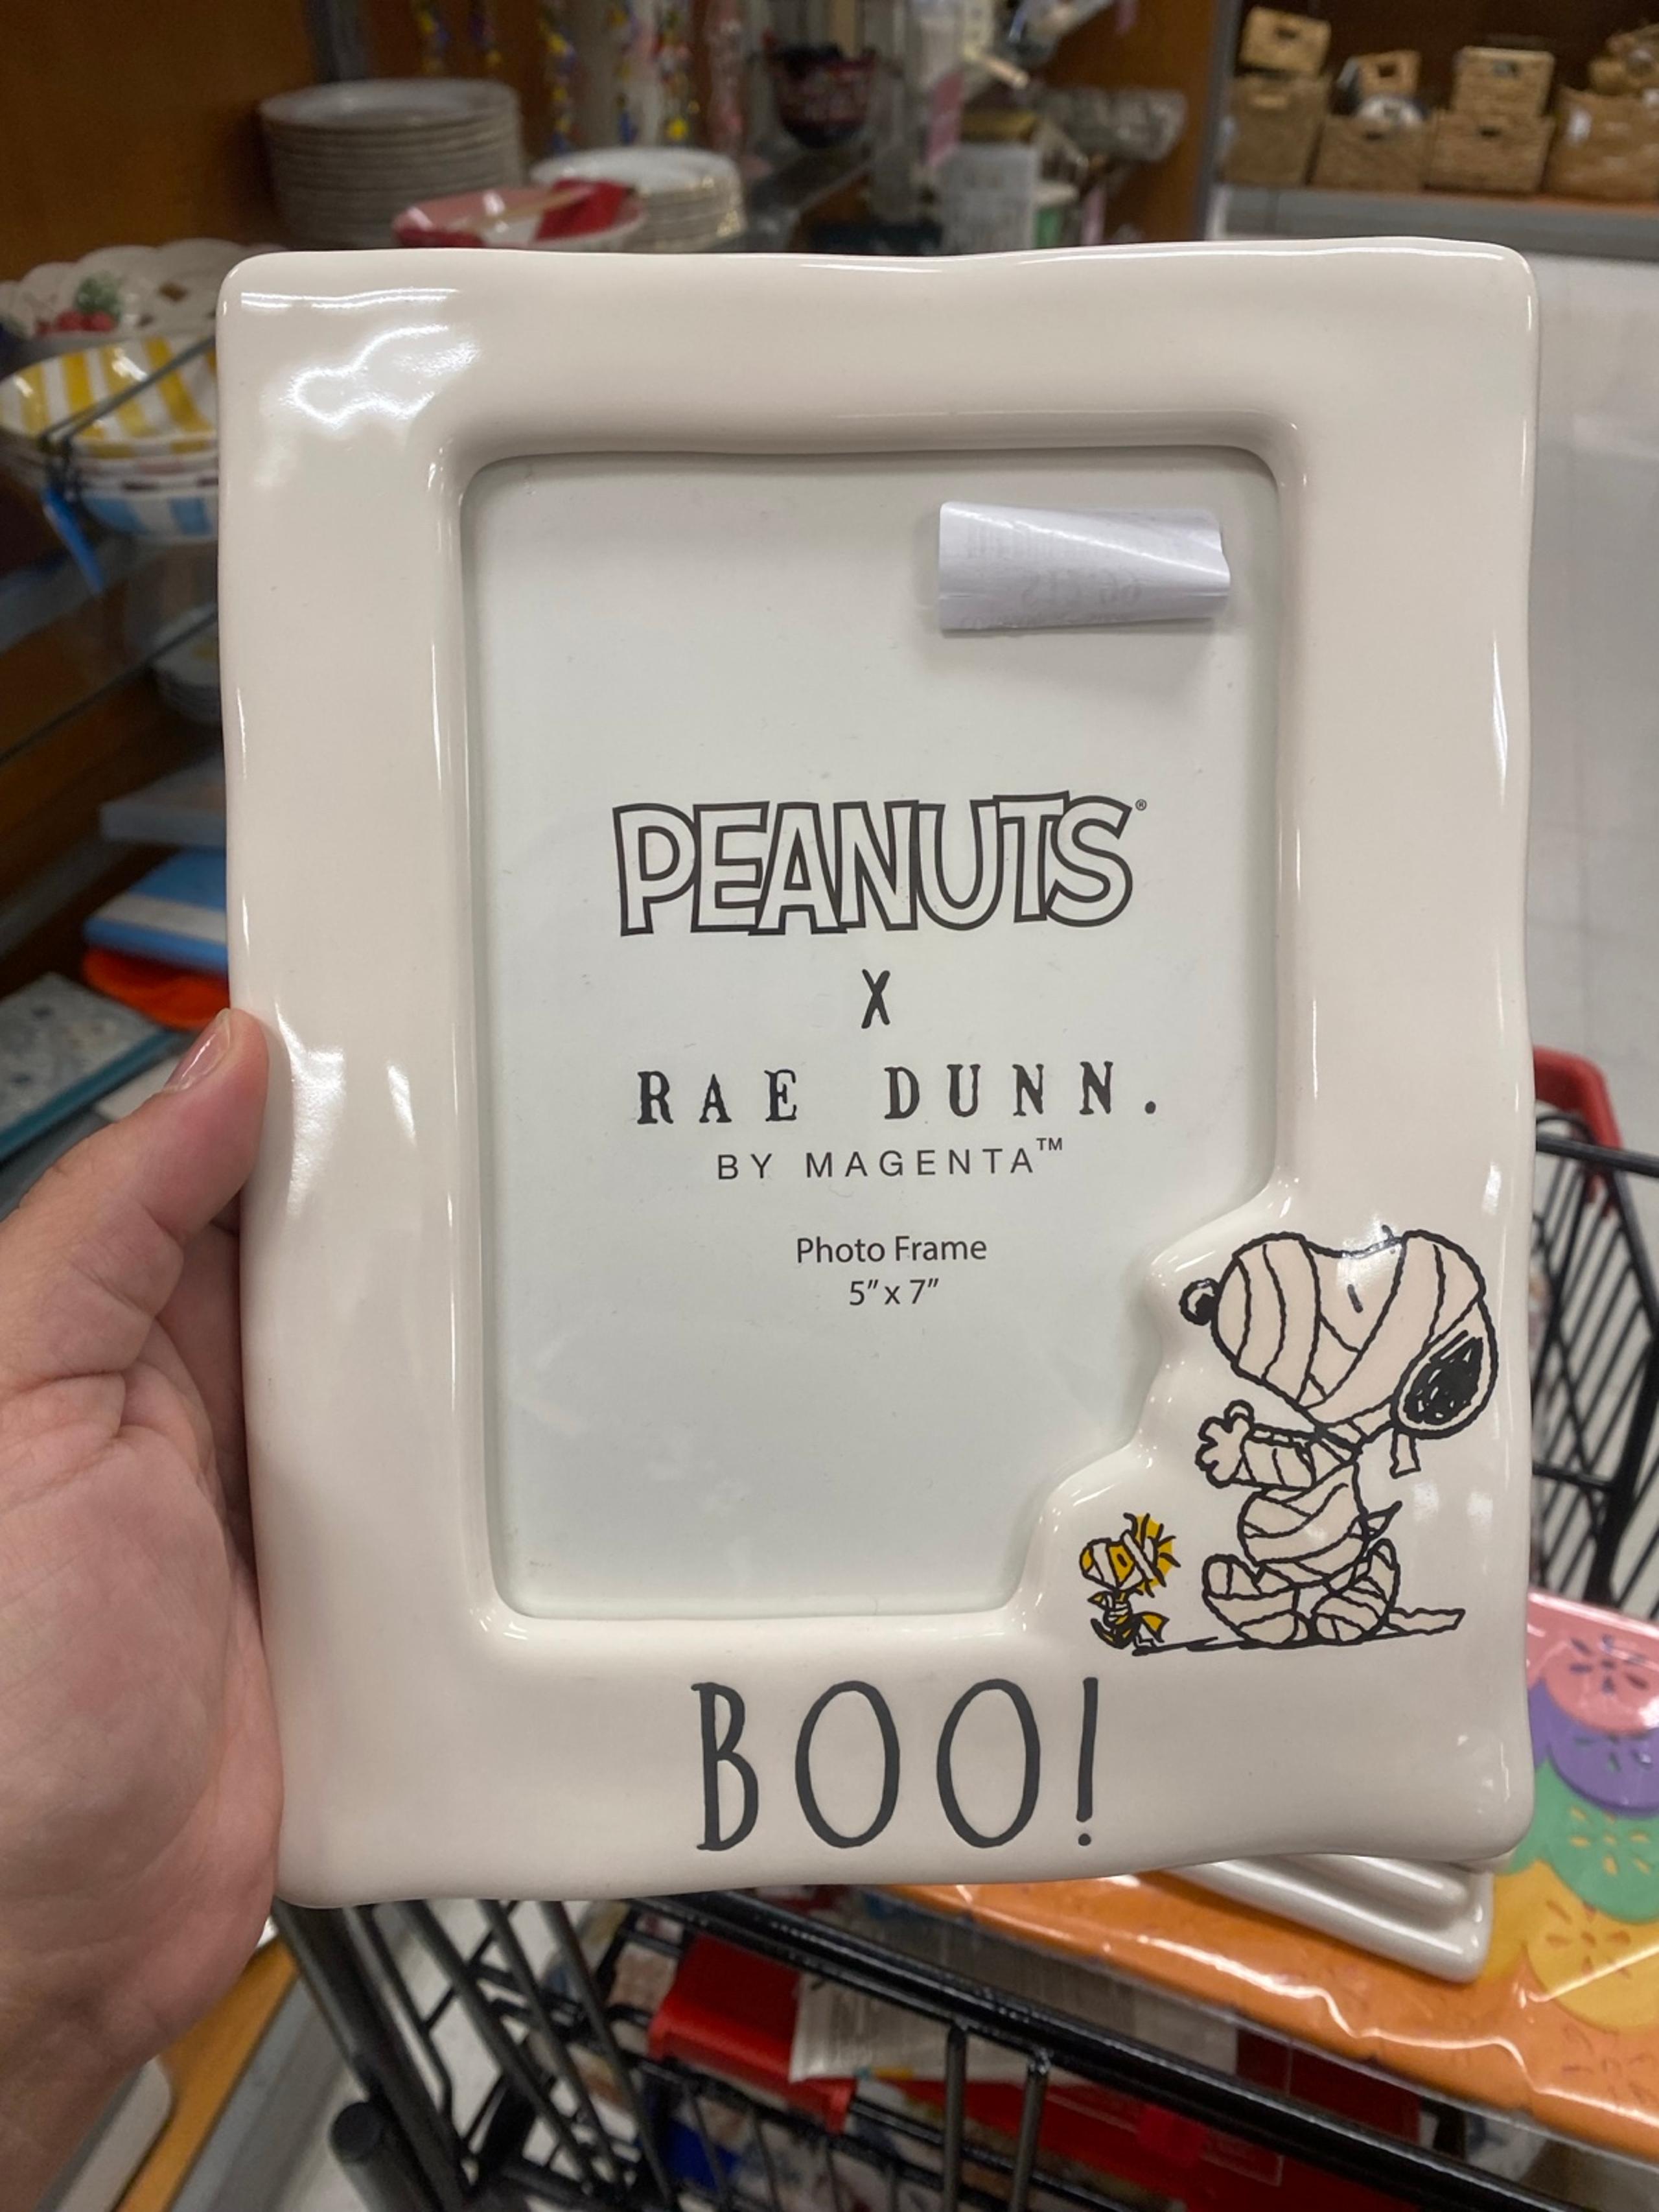 PEANUTS®
X
RAE DUNN.
BY MAGENTA™
Photo Frame
5” x 7”
BOO!